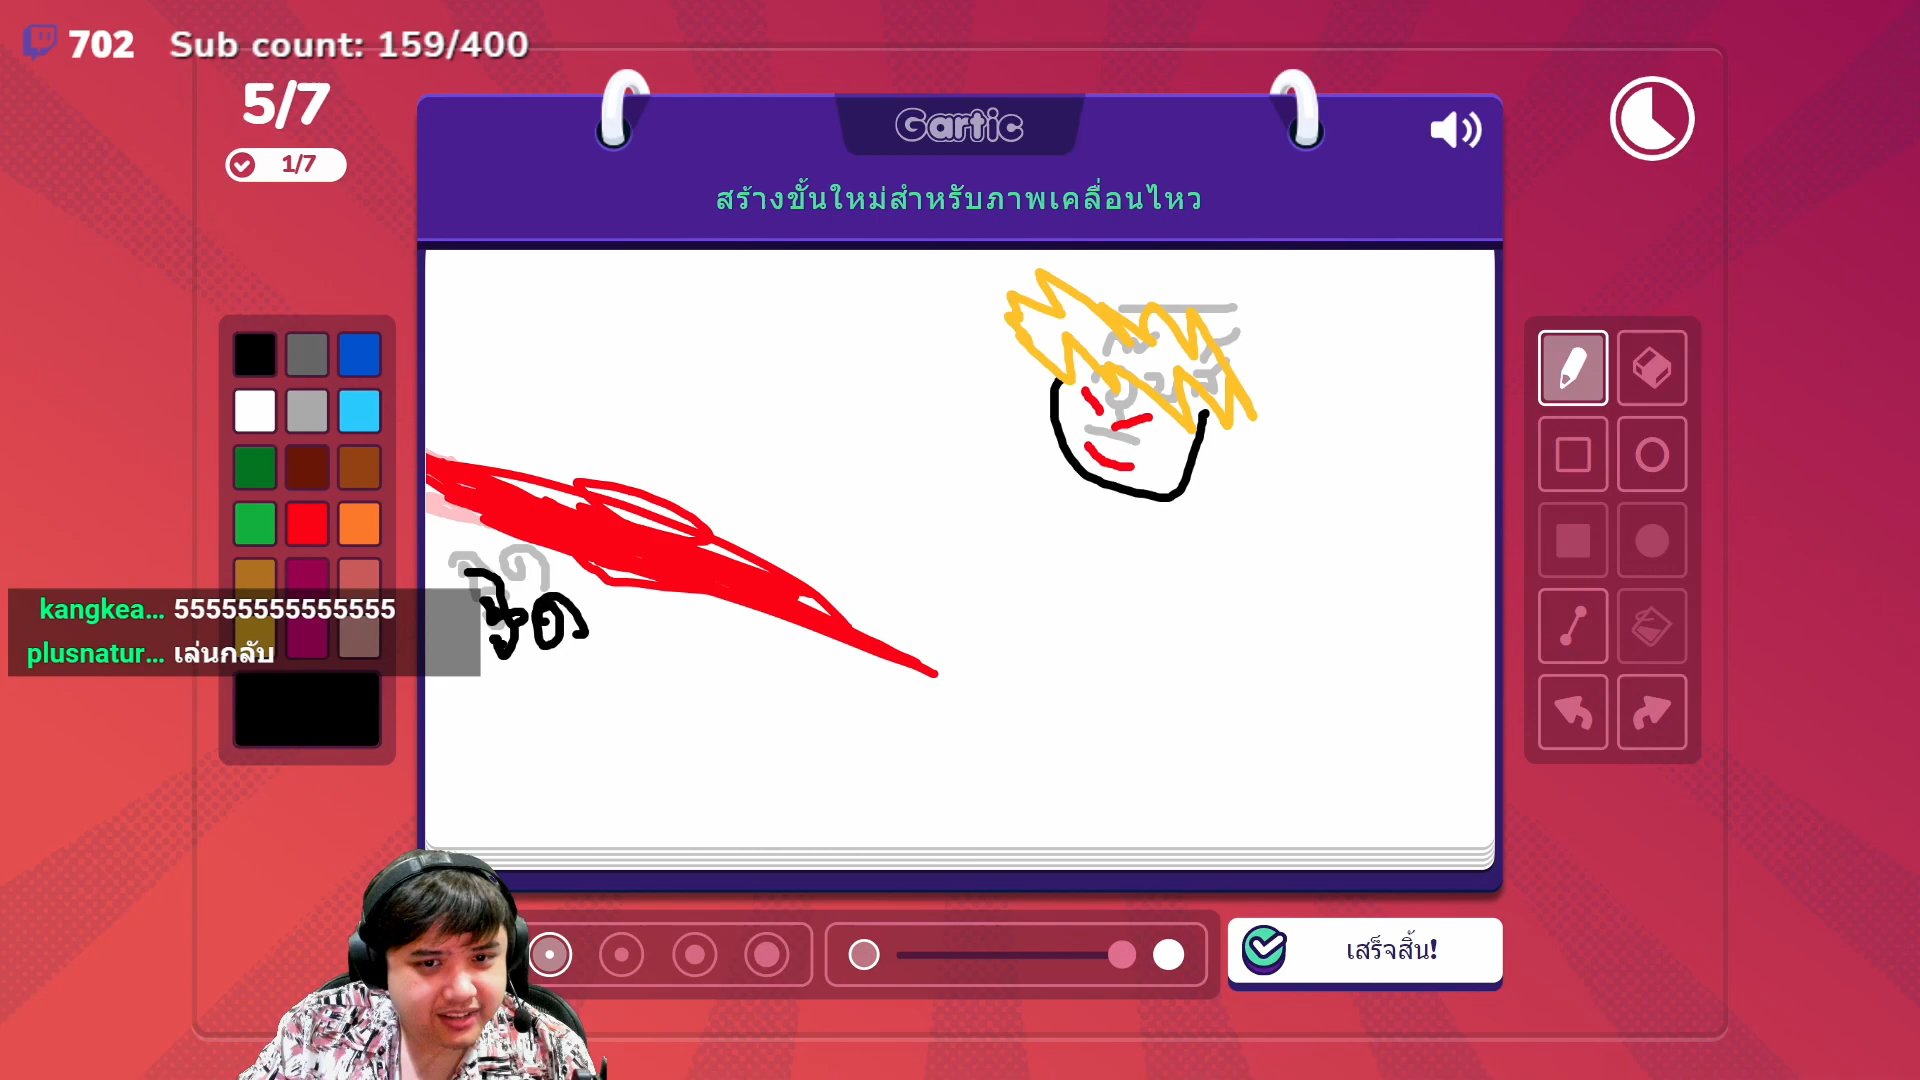 702 Sub count: 159/400
5/7
1/7
Gartic
สร้างขั้นใหม่สำหรับภาพเคลื่อนไหว
kangkea... 55555555555555
plusnatur... เล่นกลับ
เสร็จสิ้น!